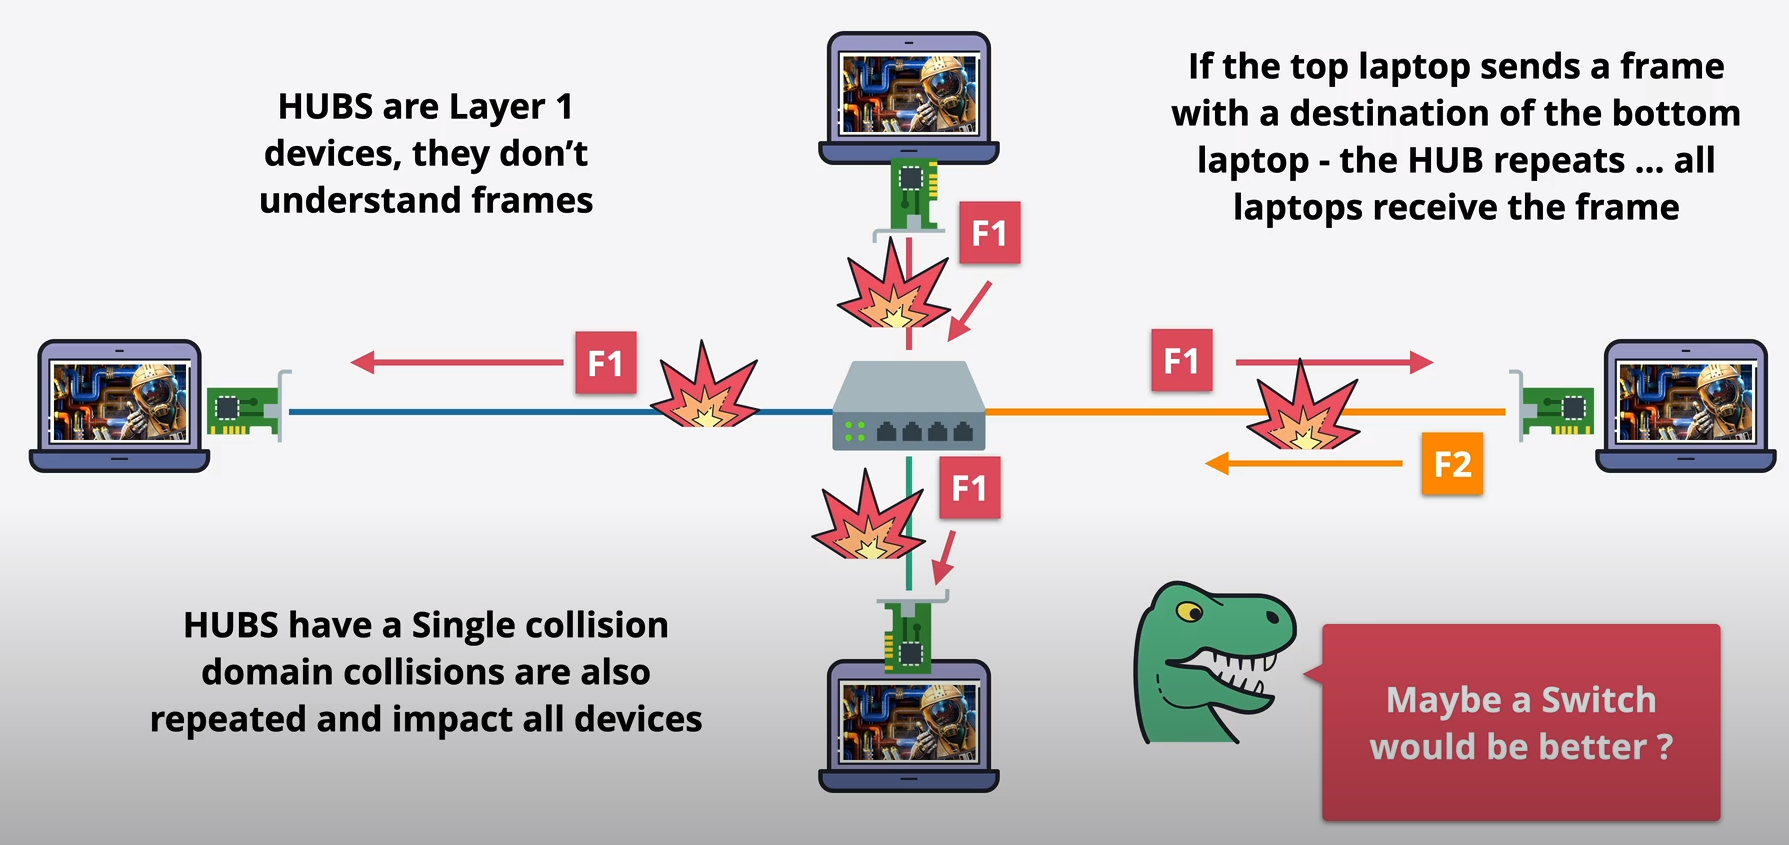 HUBS are Layer 1
devices, they don't
understand frames
If the top laptop sends a frame
with a destination of the bottom
laptop - the HUB repeats ... all
laptops receive the frame
F1
F1
F1
F2
F1
HUBS have a Single collision
domain collisions are also
repeated and impact all devices
Maybe a Switch
would be better ?